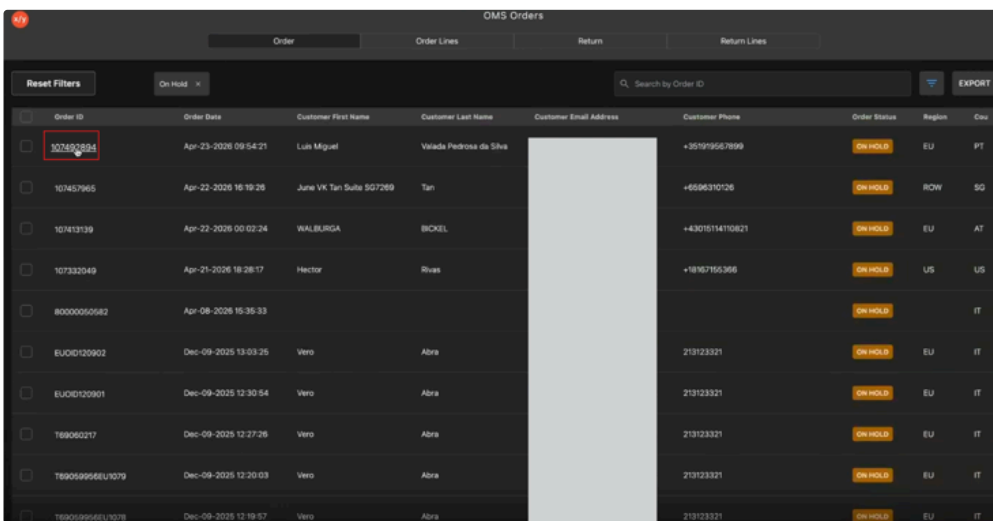 x/y
OMS Orders
Order Order Lines Return Return Lines
Reset Filters On Hold × Search by Order ID EXPORT
Order ID Order Date Customer First Name Customer Last Name Customer Email Address Customer Phone Order Status Region Cou
107492894 Apr-23-2026 09:54:21 Luis Miguel Valada Pedrosa da Silva +351919567899 ON HOLD EU PT
107457965 Apr-22-2026 16:19:26 June VK Tan Suite SG7269 Tan +6596310126 ON HOLD ROW SG
107413139 Apr-22-2026 00:02:24 WALBURGA BICKEL +43015114110821 ON HOLD EU AT
107332049 Apr-21-2026 18:28:17 Hector Rivas +18167155366 ON HOLD US US
80000050582 Apr-08-2026 15:35:33 ON HOLD IT
EUOID120902 Dec-09-2025 13:03:25 Vero Abra 213123321 ON HOLD EU IT
EUOID120901 Dec-09-2025 12:30:54 Vero Abra 213123321 ON HOLD EU IT
T69060217 Dec-09-2025 12:27:26 Vero Abra 213123321 ON HOLD EU IT
T69059956EU1079 Dec-09-2025 12:20:03 Vero Abra 213123321 ON HOLD EU IT
T69059956EU1078 Dec-09-2025 12:19:57 Vero Abra 213123321 ON HOLD EU IT